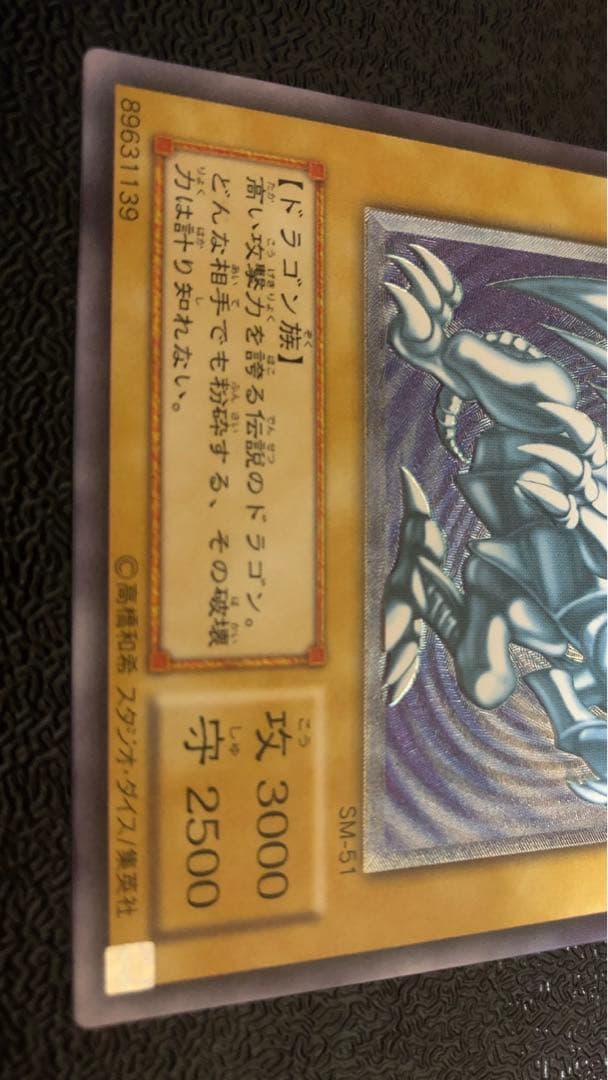 SM-51
【ドラゴン族】
高い攻撃力を誇る伝説のドラゴン。
どんな相手でも粉砕する、その破壊
力は計り知れない。
攻 3000
守 2500
89631139
©高橋和希 スタジオ・ダイス/集英社